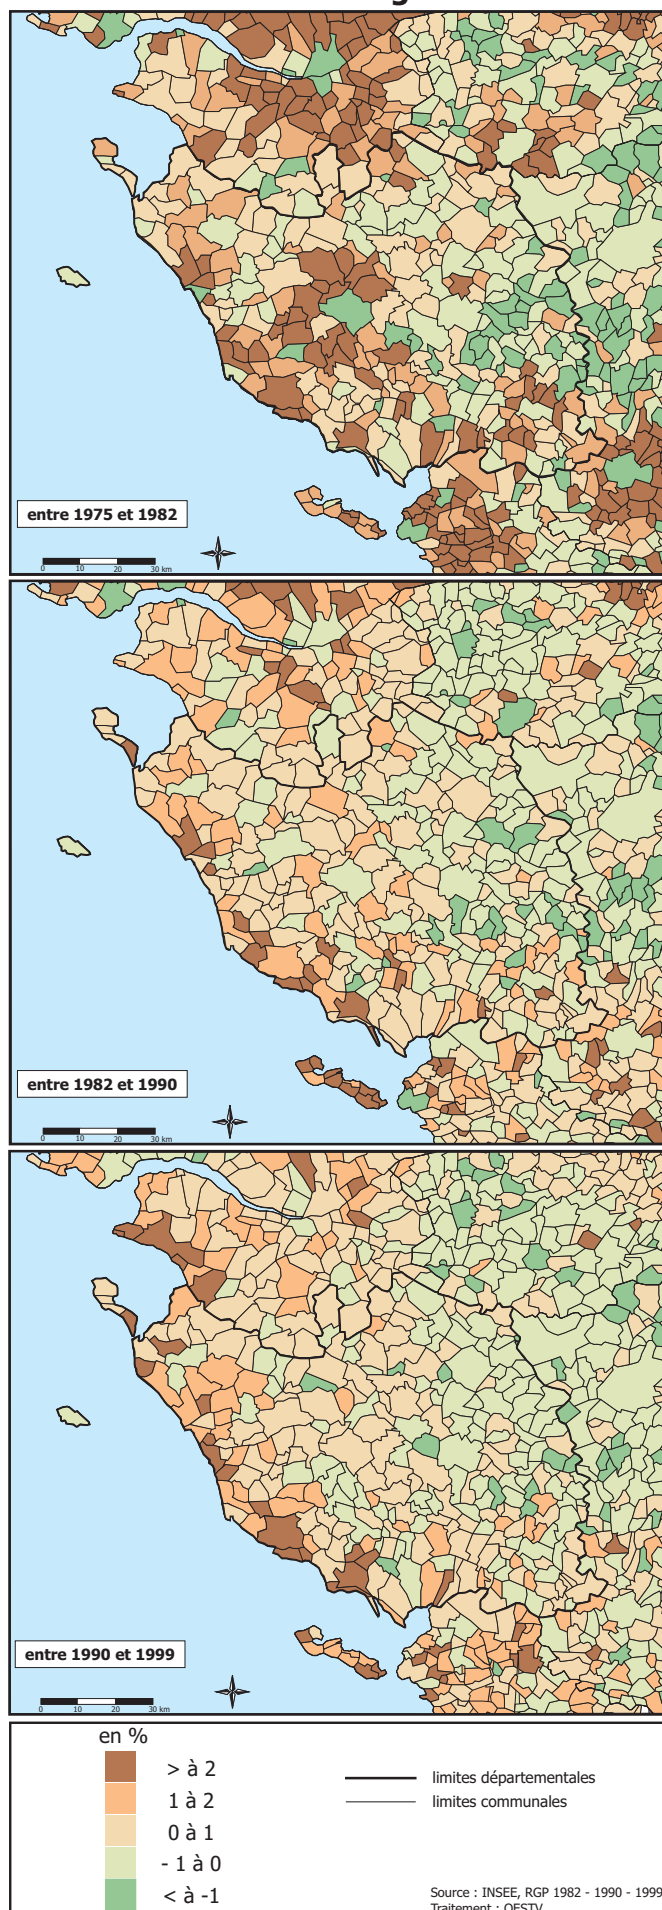 entre 1975 et 1982
0 10 20 30 km
entre 1982 et 1990
0 10 20 30 km
entre 1990 et 1999
0 10 20 30 km
en %
> à 2
1 à 2
0 à 1
- 1 à 0
< à -1
limites départementales
limites communales
Source : INSEE, RGP 1982 - 1990 - 1999
Traitement : OESTV